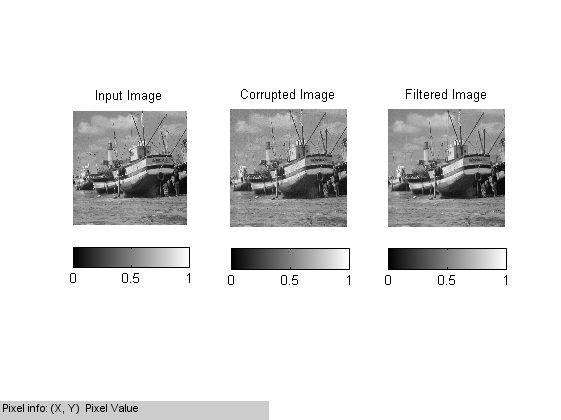 Input Image
Corrupted Image
Filtered Image
0 0.5 1
0 0.5 1
0 0.5 1
Pixel info: (X, Y) Pixel Value